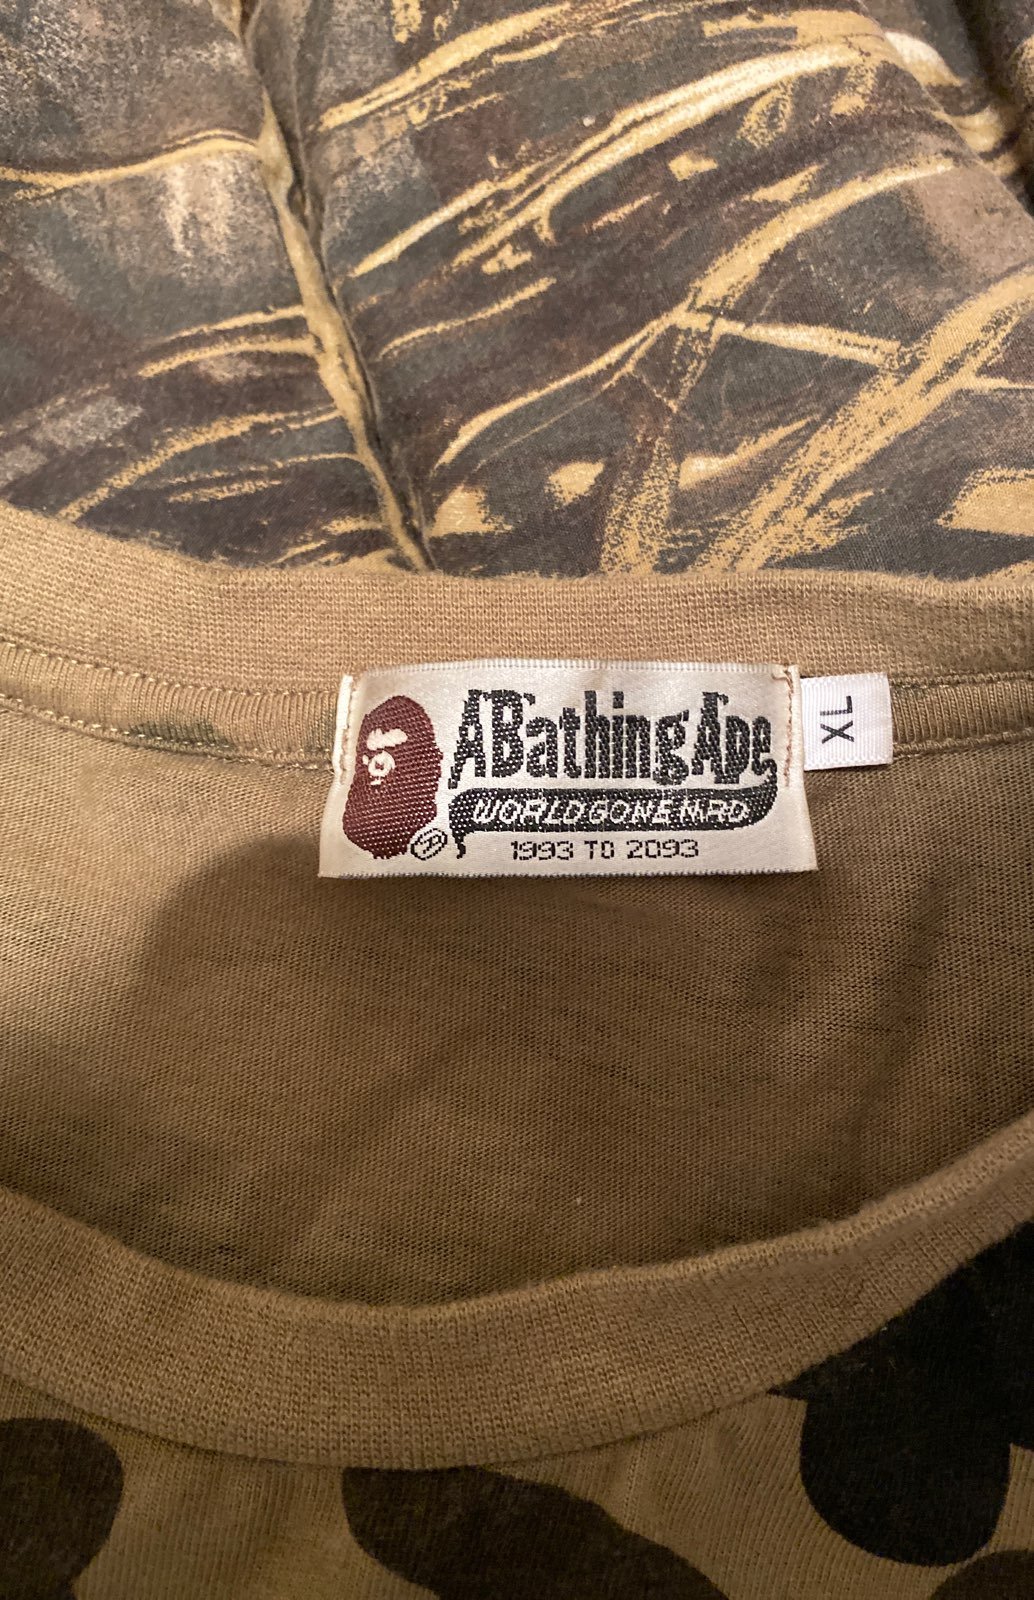 A Bathing Ape
WORLD GONE MAD
1993 TO 2093
®
XL